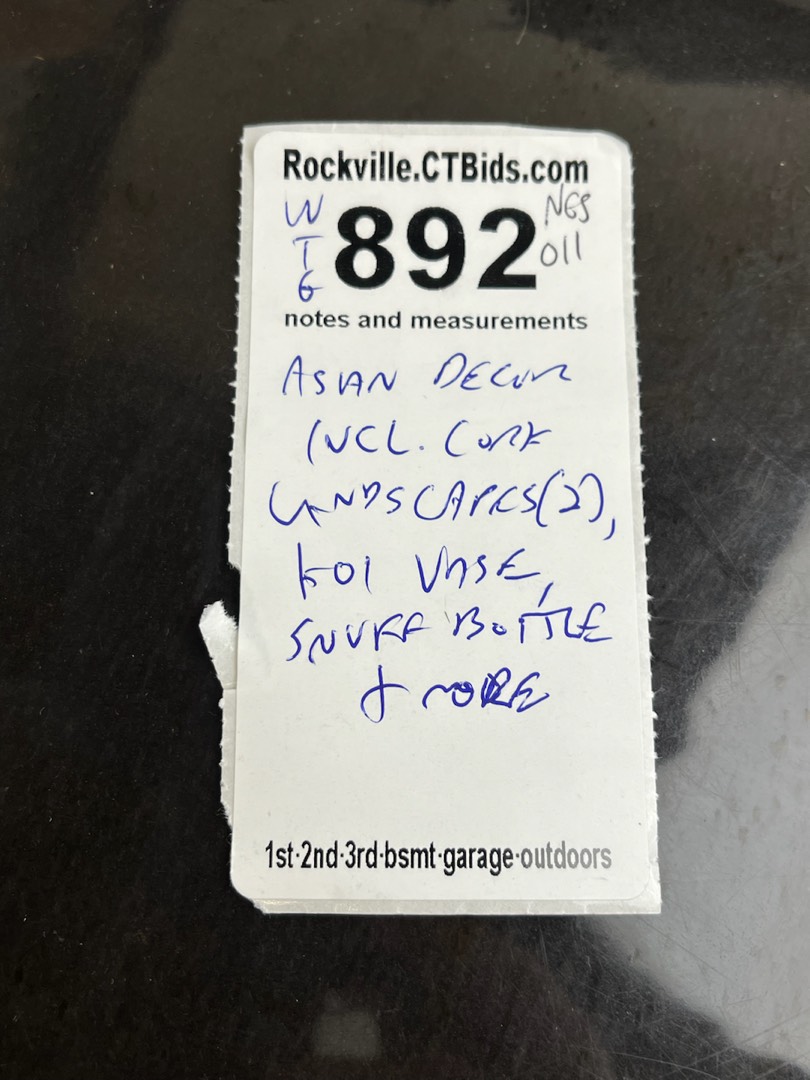 Rockville.CTBids.com
WTG 892 NGS 011
notes and measurements
ASIAN DECOR
INCL. CORK
LANDSCAPES(2),
KOI VASE,
SNUFF BOTTLE
& MORE
1st·2nd·3rd·bsmt·garage·outdoors